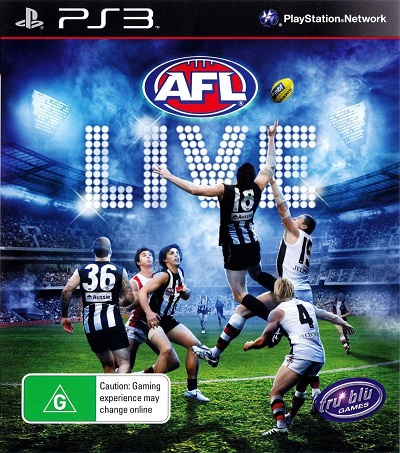 PS3
PlayStation Network
AFL
LIVE
18
15
36
Aussie
4
G
Caution: Gaming
experience may
change online
tru blu
GAMES